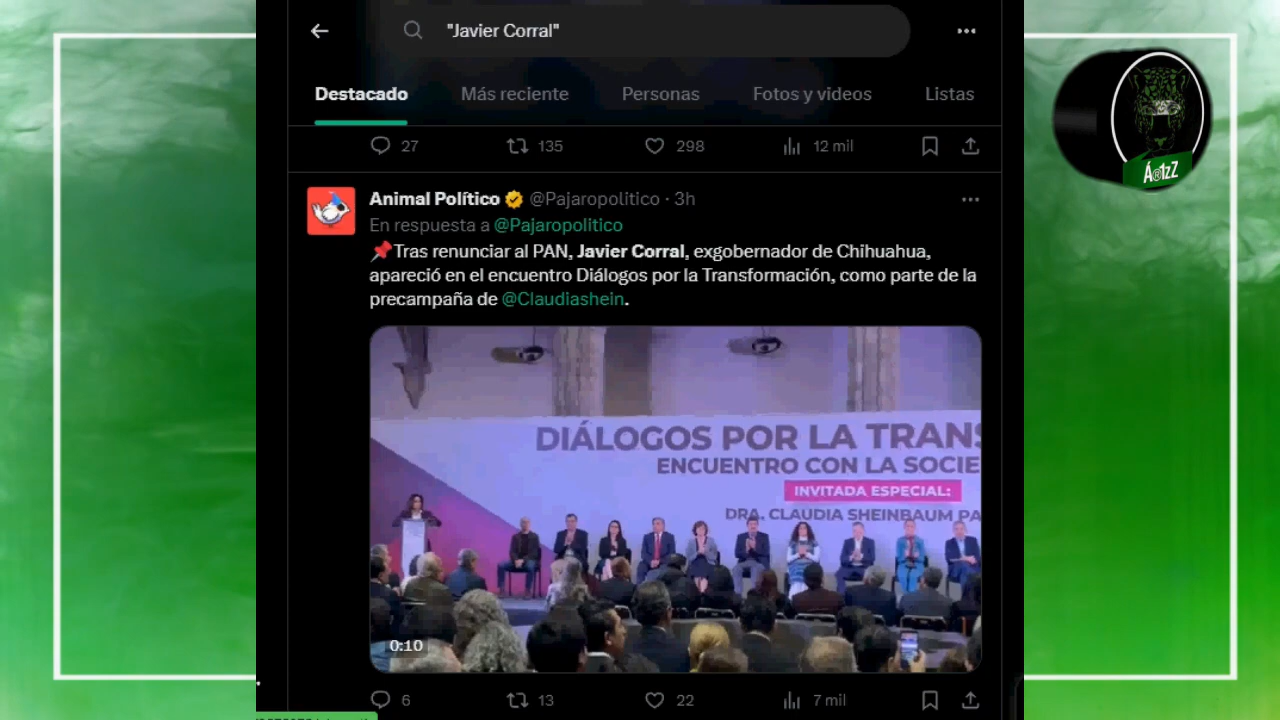 "Javier Corral"
Destacado
Más reciente
Personas
Fotos y videos
Listas
27
135
298
12 mil
Animal Político @Pajaropolitico · 3h
En respuesta a @Pajaropolitico
Tras renunciar al PAN, Javier Corral, exgobernador de Chihuahua,
apareció en el encuentro Diálogos por la Transformación, como parte de la
precampaña de @Claudiashein.
DIÁLOGOS POR LA TRANS
ENCUENTRO CON LA SOCIE
INVITADA ESPECIAL:
DRA. CLAUDIA SHEINBAUM PA
0:10
6
13
22
7 mil
Á®1zZ